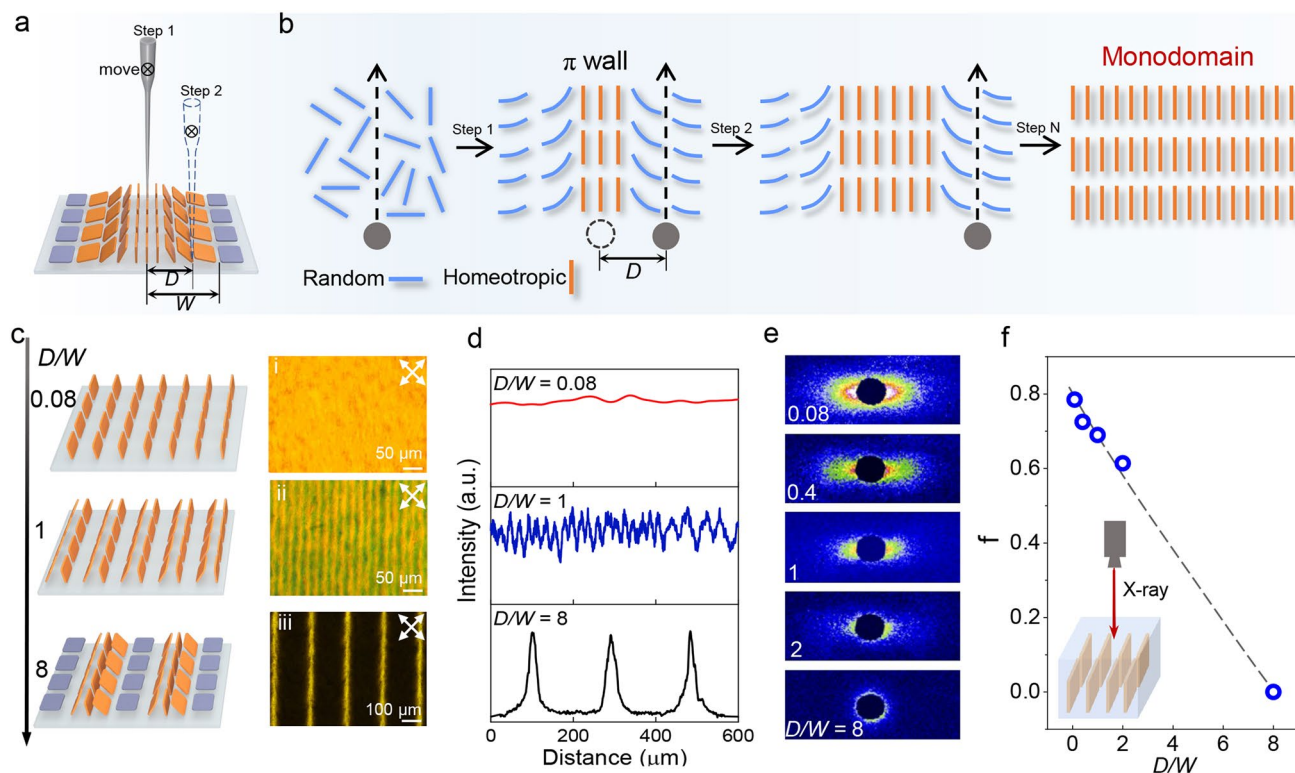 a
Step 1
move
Step 2
D
W
b
π wall
Monodomain
Step 1
Step 2
Step N
D
Random
Homeotropic
c
D/W
0.08
1
8
i
50 μm
ii
50 μm
iii
100 μm
d
Intensity (a.u.)
D/W = 0.08
D/W = 1
D/W = 8
0 200 400 600
Distance (μm)
e
0.08
0.4
1
2
D/W = 8
f
f
0.8
0.6
0.4
0.2
0.0
X-ray
0 2 4 6 8
D/W